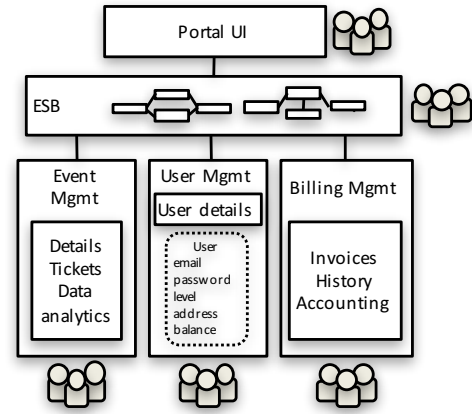 Portal UI
ESB
Event
Mgmt
Details
Tickets
Data
analytics
User Mgmt
User details
User
email
password
level
address
balance
Billing Mgmt
Invoices
History
Accounting